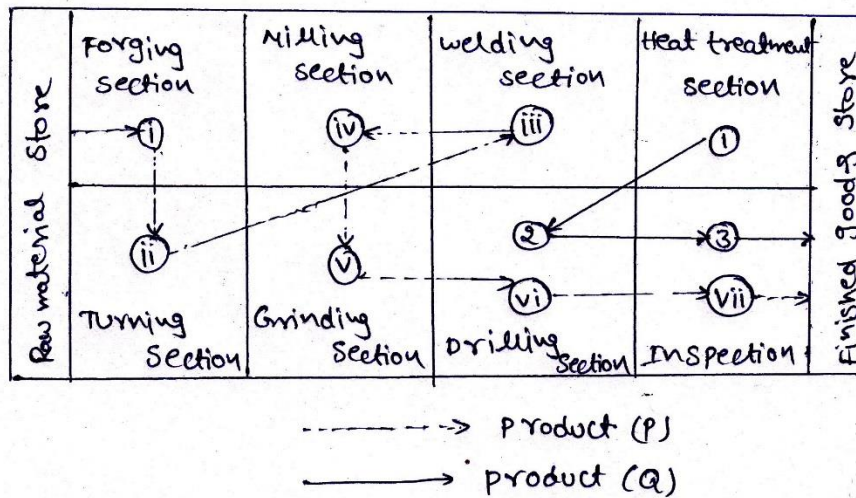 Raw material Store
Forging
section
i
ii
Turning
Section
Milling
section
iv
v
Grinding
Section
welding
section
iii
2
vi
Drilling
Section
Heat treatment
section
1
3
vii
Inspection
Finished goods Store
product (P)
product (Q)